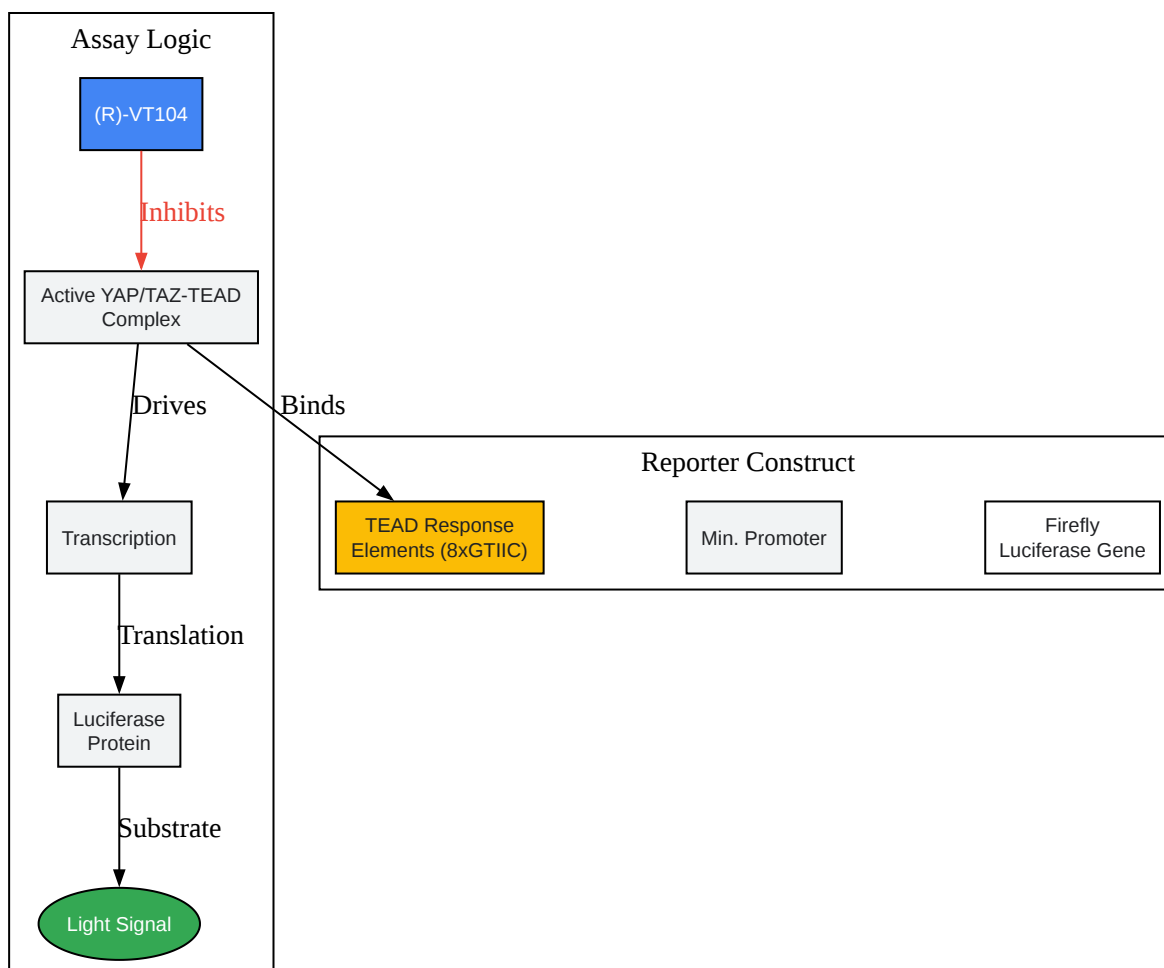 Assay Logic
(R)-VT104
Inhibits
Active YAP/TAZ-TEAD
Complex
Drives
Binds
Reporter Construct
Transcription
TEAD Response
Elements (8xGTIIC)
Min. Promoter
Firefly
Luciferase Gene
Translation
Luciferase
Protein
Substrate
Light Signal